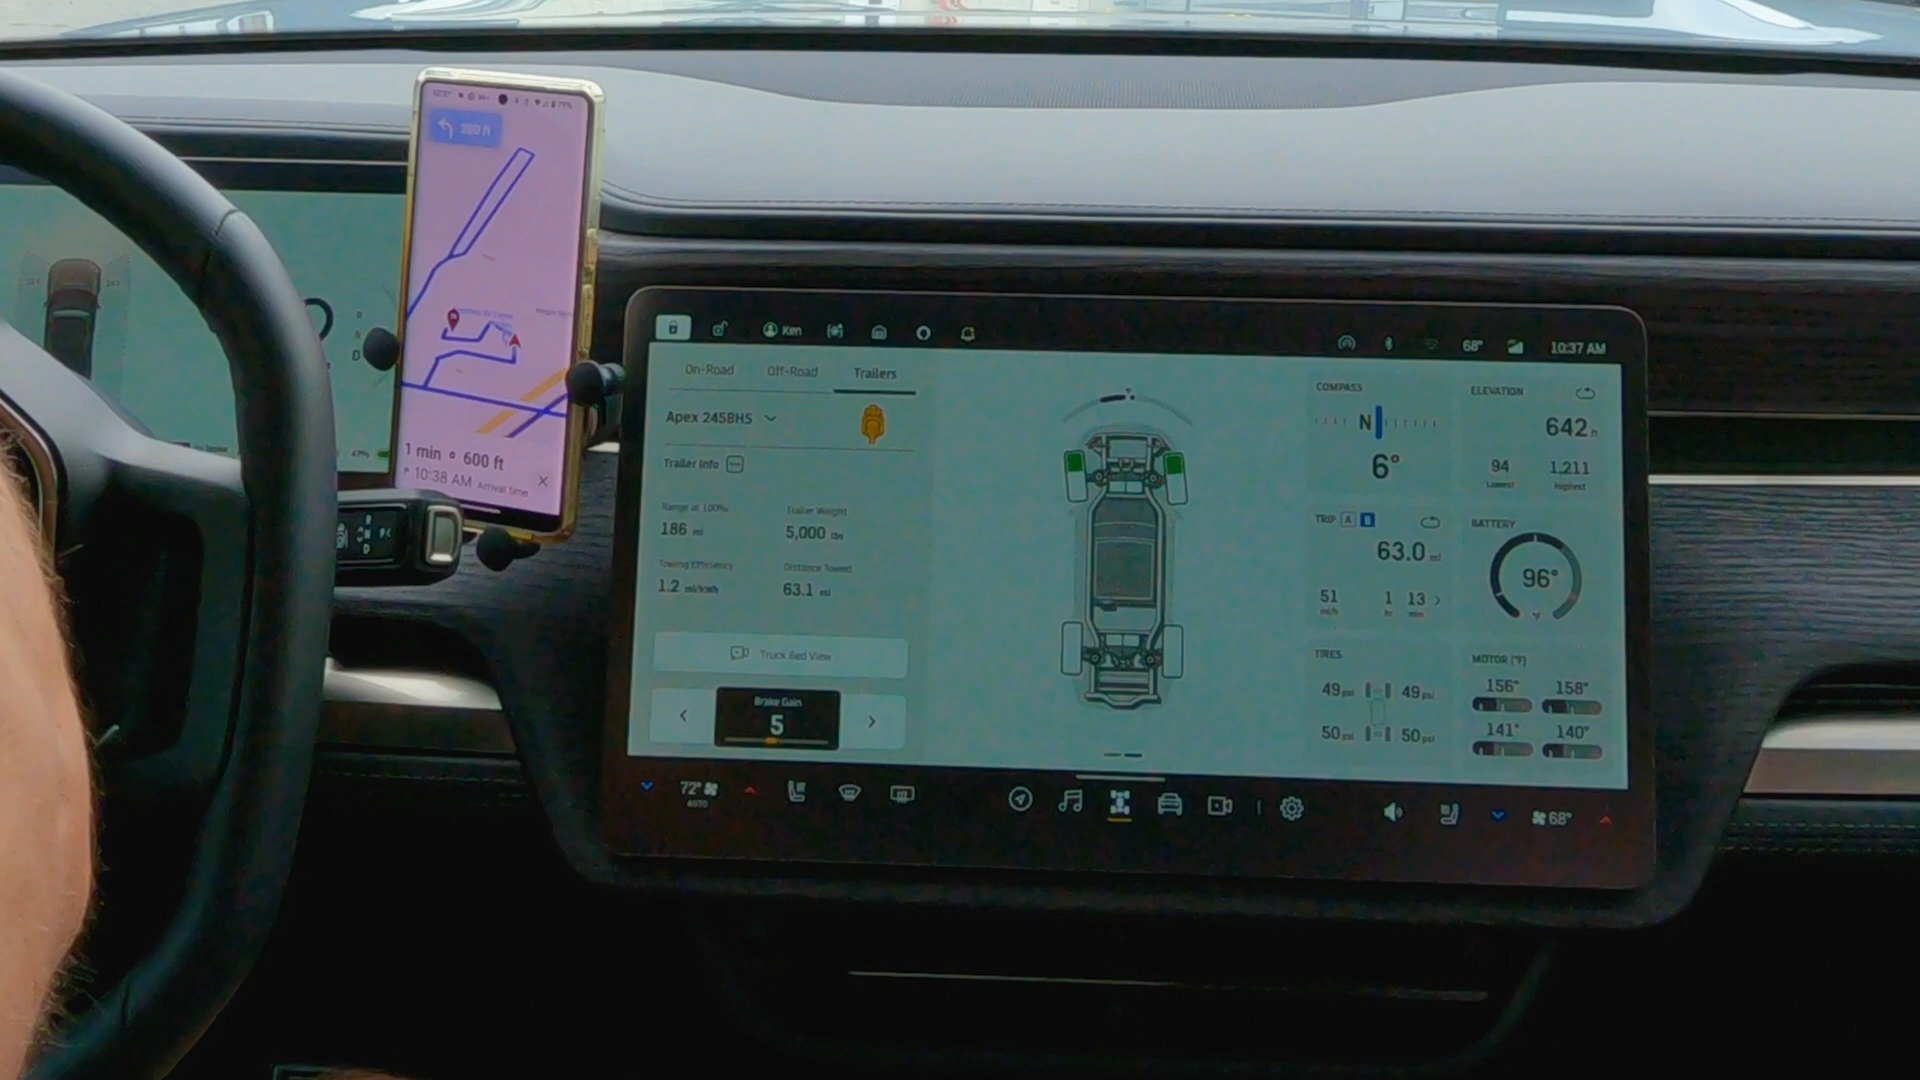 10:37
79%
200 ft
1 min ◦ 600 ft
10:38 AM Arrival time
R
N
D
47%
R
N
D
P
Ken
68°
10:37 AM
On-Road Off-Road Trailers
Apex 245BHS
Trailer Info
Range at 100% Trailer Weight
186 mi 5,000 lbs
Towing Efficiency Distance Towed
1.2 mi/kWh 63.1 mi
Truck Bed View
Brake Gain
5
COMPASS
N
6°
ELEVATION
642 ft
94 1,211
Lowest Highest
TRIP A B
63.0 mi
51 1 13
mi/h hr min
BATTERY
96°
°F
TIRES
49 psi 49 psi
50 psi 50 psi
MOTOR (°F)
156° 158°
141° 140°
72°
AUTO
68°